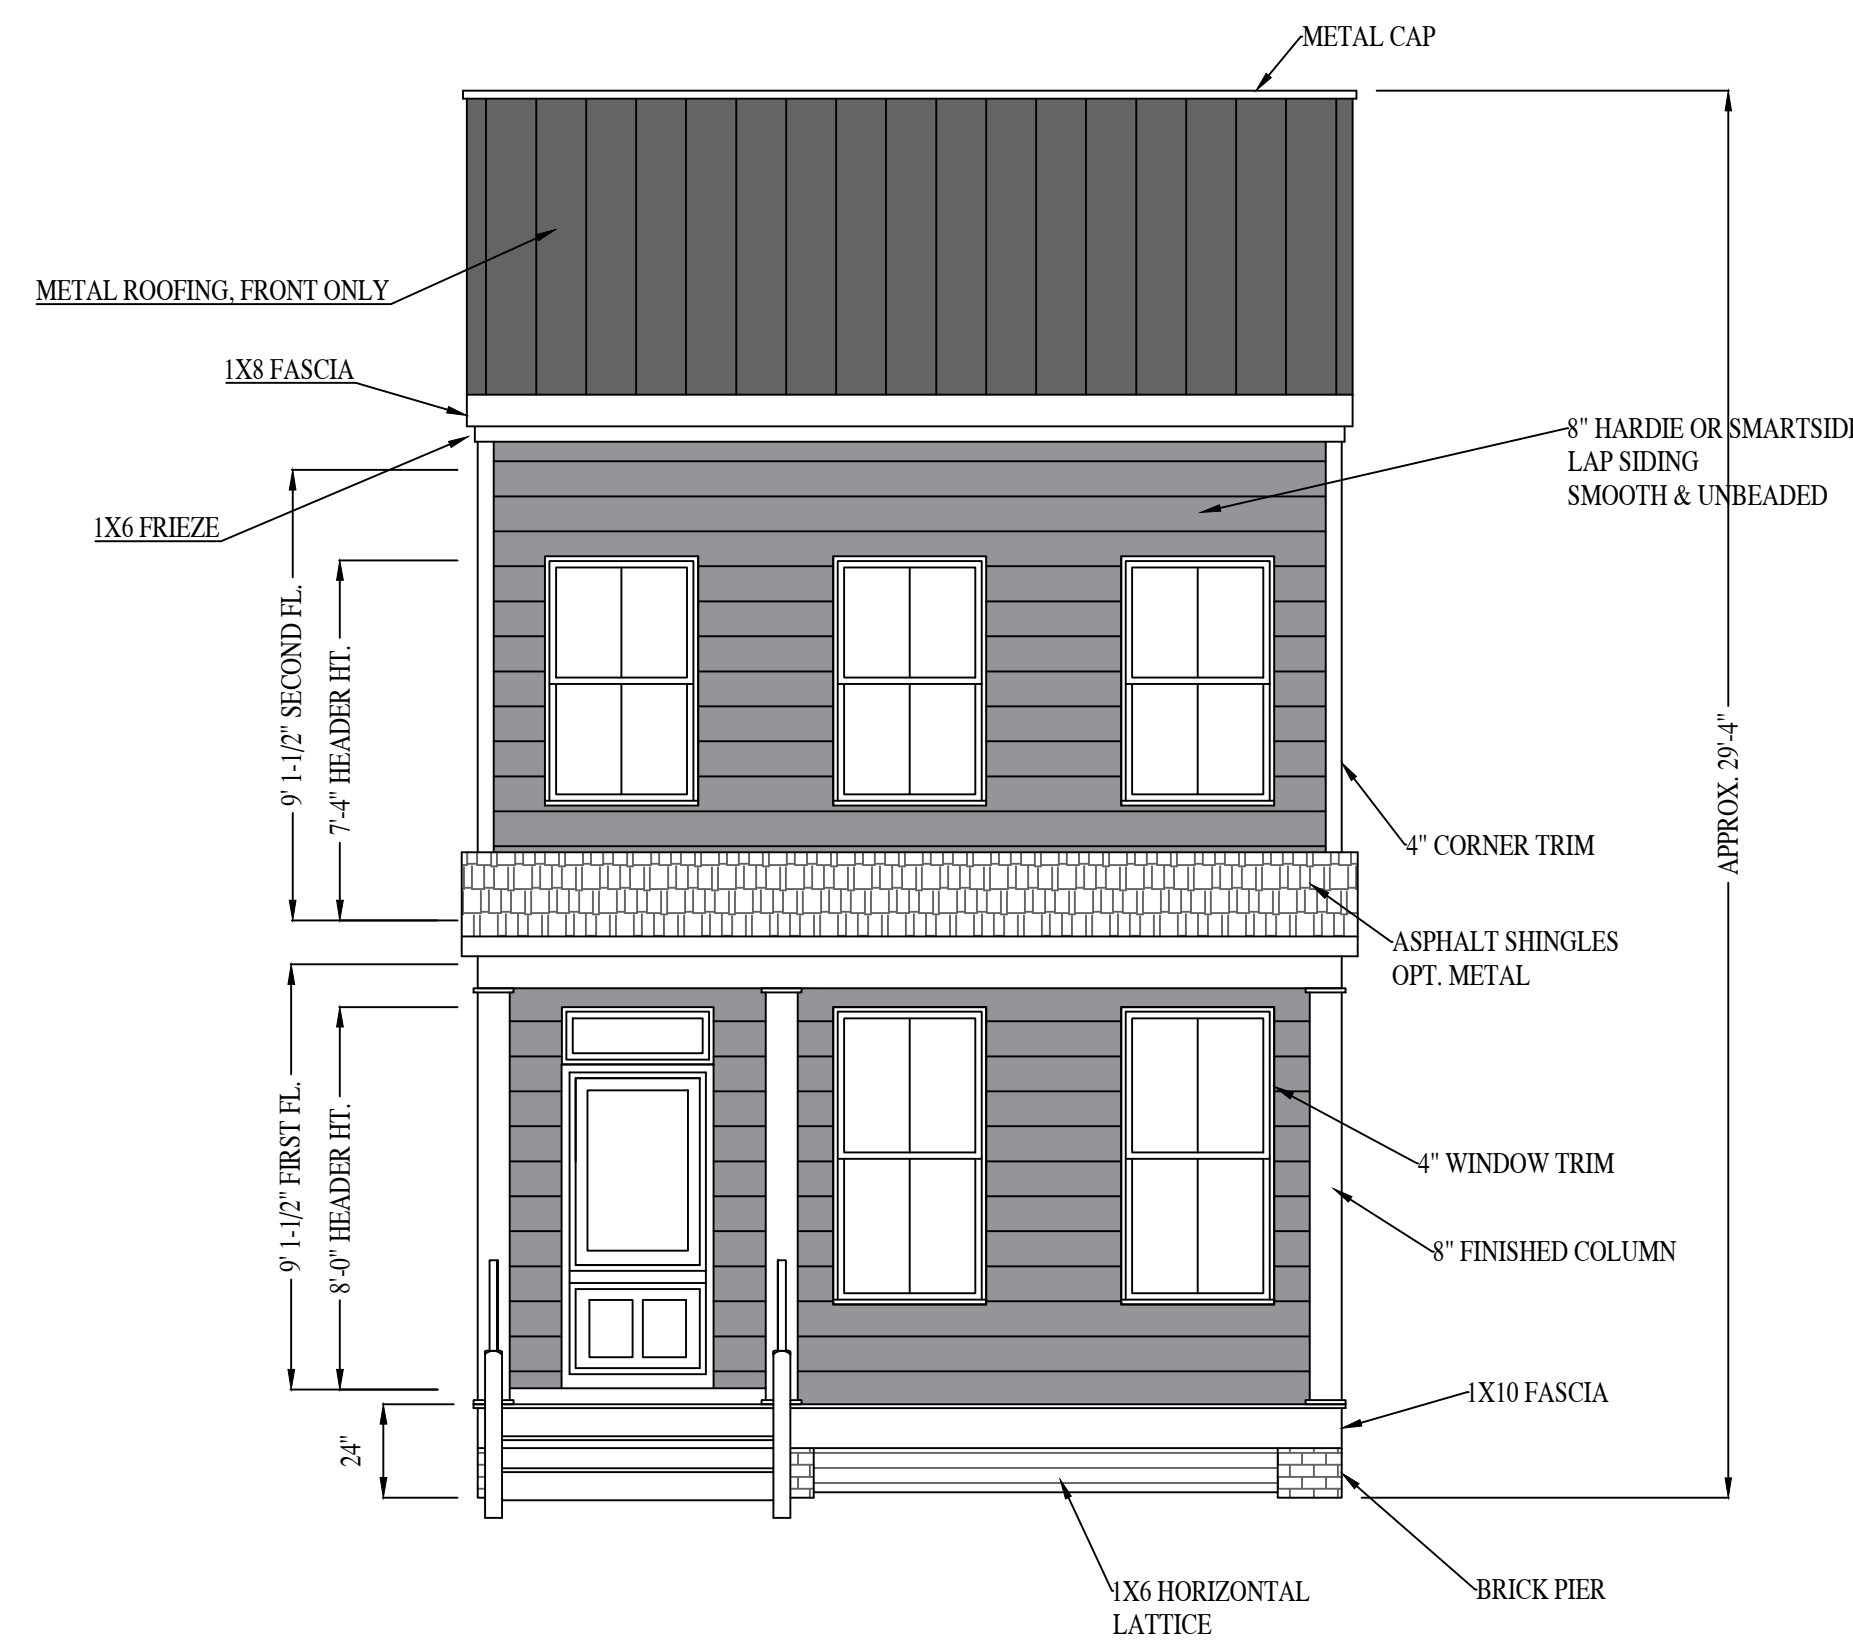 METAL CAP
METAL ROOFING, FRONT ONLY
1X8 FASCIA
8" HARDIE OR SMARTSIDE
LAP SIDING
SMOOTH & UNBEADED
1X6 FRIEZE
9' 1-1/2" SECOND FL.
7'-4" HEADER HT.
APPROX. 29'-4"
4" CORNER TRIM
ASPHALT SHINGLES
OPT. METAL
9' 1-1/2" FIRST FL.
8'-0" HEADER HT.
4" WINDOW TRIM
8" FINISHED COLUMN
1X10 FASCIA
24"
1X6 HORIZONTAL
LATTICE
BRICK PIER